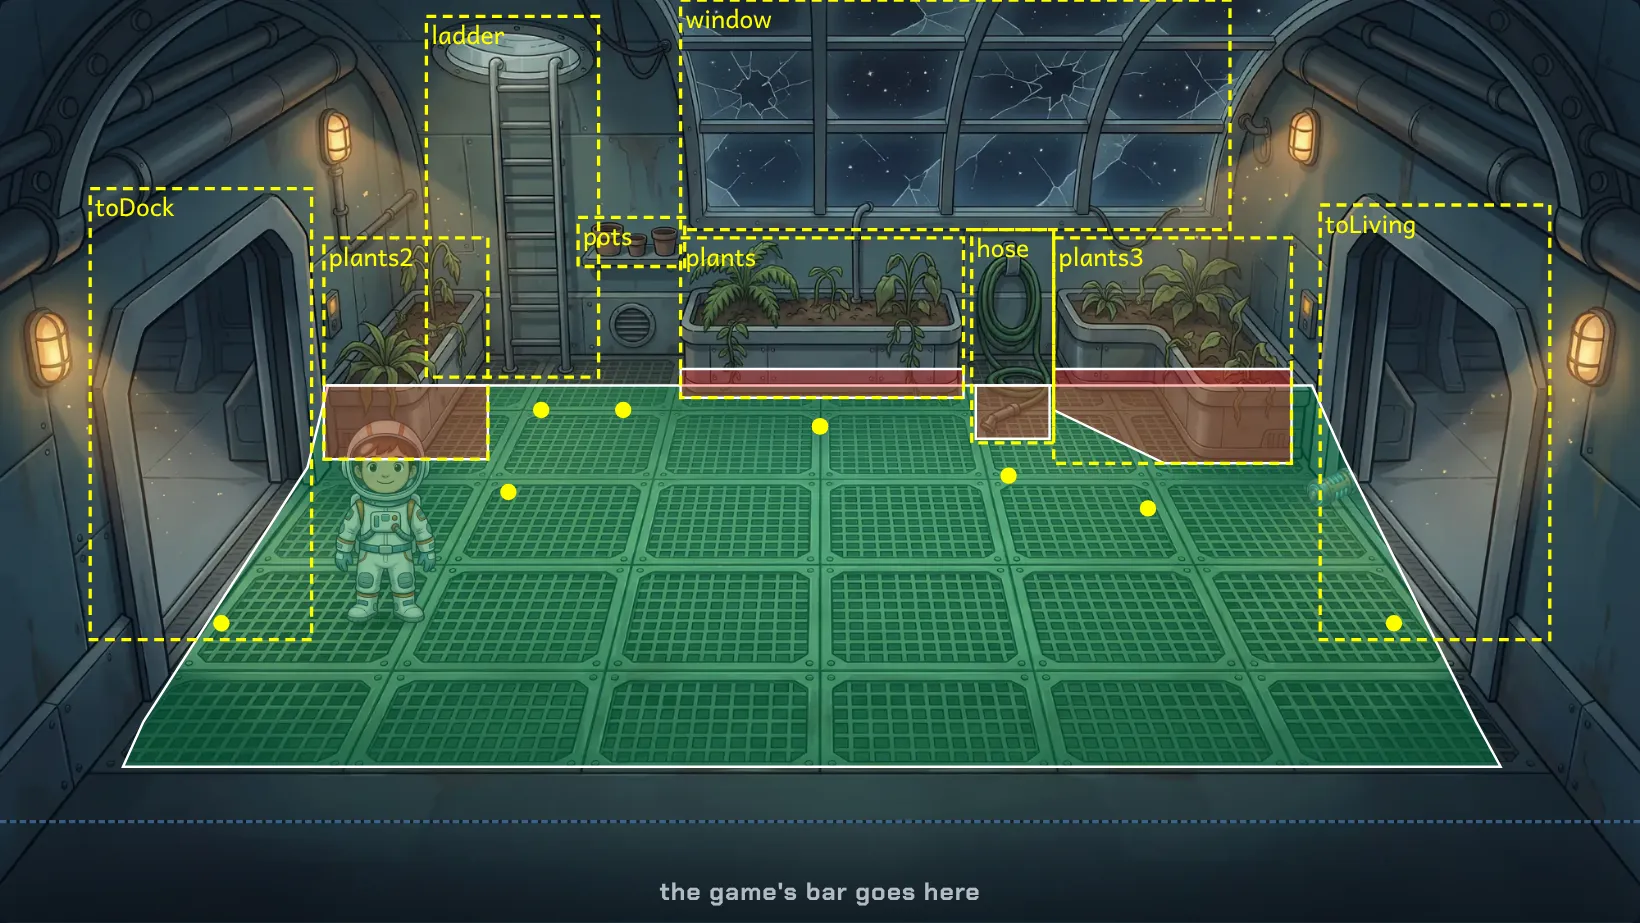 window
ladder
toDock
toLiving
pots
plants2
plants
hose
plants3
the game's bar goes here